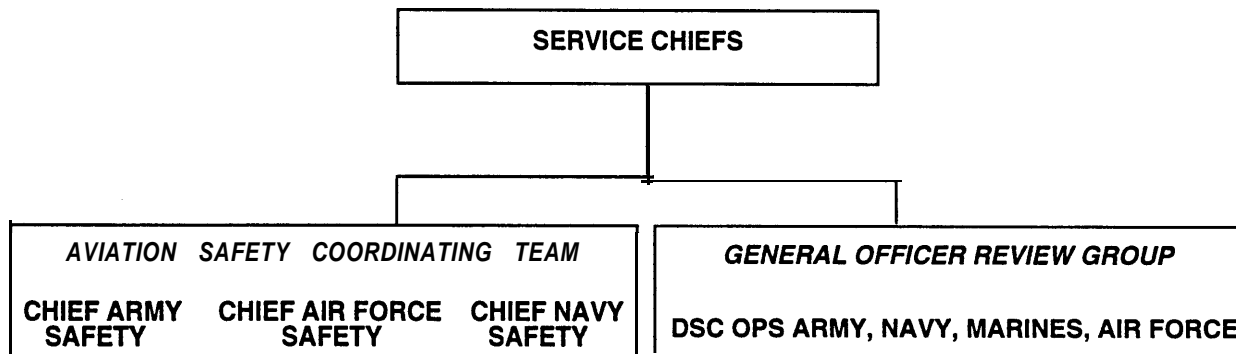 SERVICE CHIEFS
AVIATION SAFETY COORDINATING TEAM
CHIEF ARMY SAFETY
CHIEF AIR FORCE SAFETY
CHIEF NAVY SAFETY
GENERAL OFFICER REVIEW GROUP
DSC OPS ARMY, NAVY, MARINES, AIR FORCE